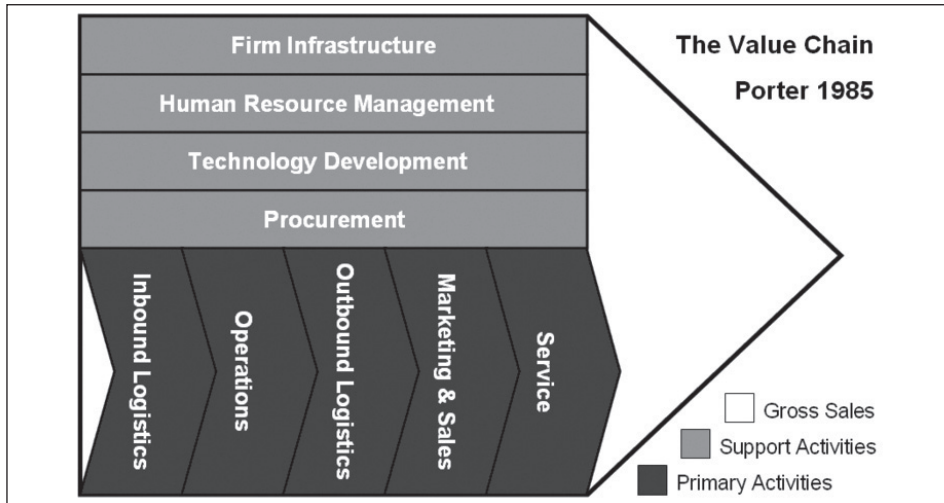 Firm Infrastructure
Human Resource Management
Technology Development
Procurement
Inbound Logistics
Operations
Outbound Logistics
Marketing & Sales
Service
The Value Chain
Porter 1985
Gross Sales
Support Activities
Primary Activities